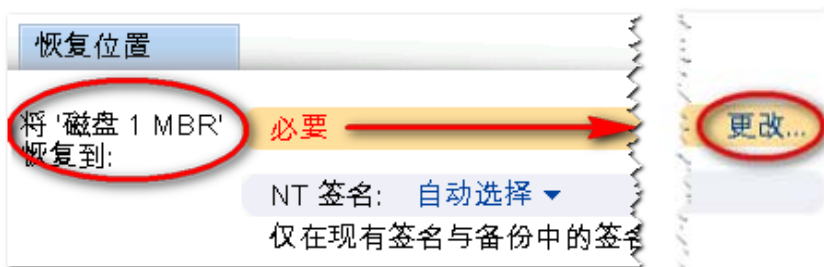 恢复位置
将 '磁盘 1 MBR'
恢复到:
必要
更改...
NT 签名: 自动选择
仅在现有签名与备份中的签名